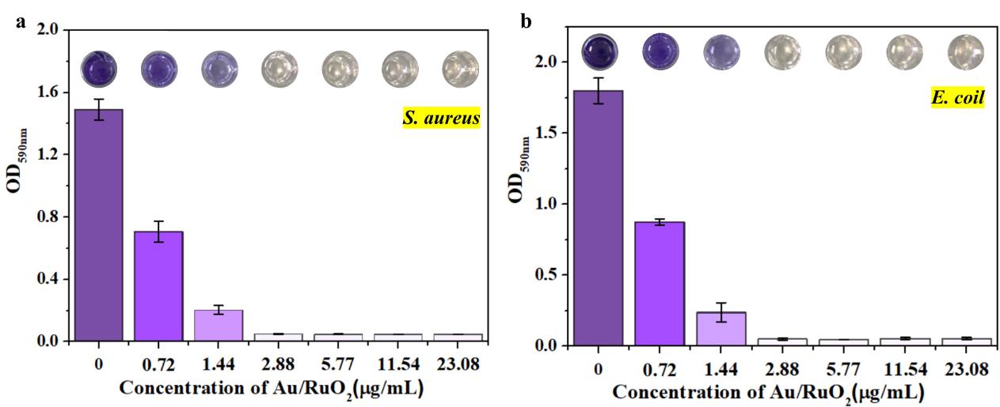 a
2.0
1.6
1.2
0.8
0.4
0.0
OD590nm
S. aureus
0 0.72 1.44 2.88 5.77 11.54 23.08
Concentration of Au/RuO2(μg/mL)
b
2.0
1.5
1.0
0.5
0.0
OD590nm
E. coil
0 0.72 1.44 2.88 5.77 11.54 23.08
Concentration of Au/RuO2(μg/mL)